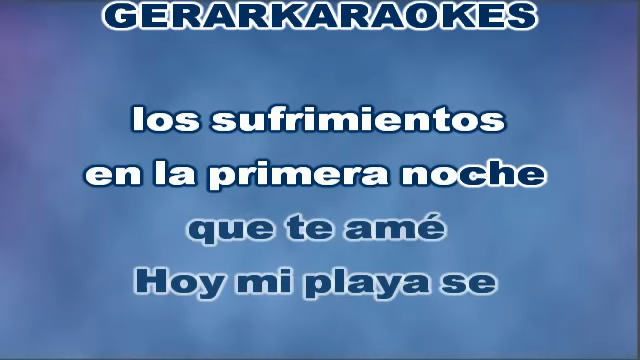 GERARKARAOKES
los sufrimientos
en la primera noche
que te amé
Hoy mi playa se